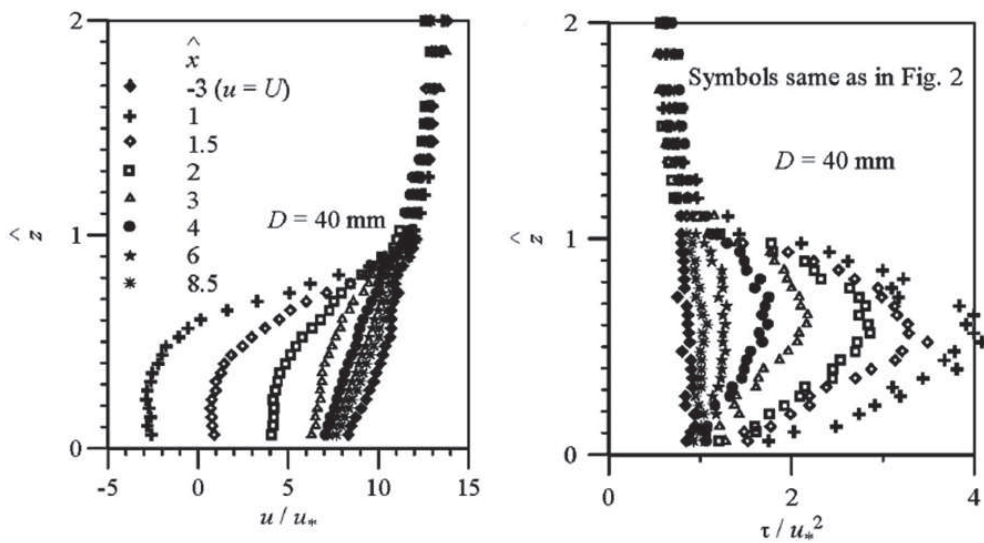 2
x̂
-3 (u = U)
1
1.5
2
3
4
6
8.5
D = 40 mm
ẑ
1
0
-5
0
5
10
15
u / u*
2
Symbols same as in Fig. 2
D = 40 mm
ẑ
1
0
0
2
4
τ / u*²